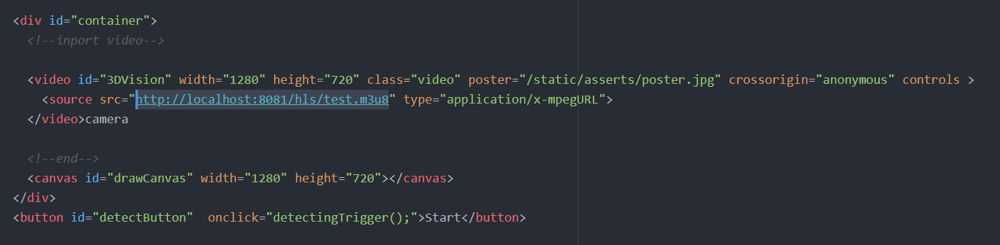 <div id="container">
<!--inport video-->
<video id="3DVision" width="1280" height="720" class="video" poster="/static/asserts/poster.jpg" crossorigin="anonymous" controls >
<source src="http://localhost:8081/hls/test.m3u8" type="application/x-mpegURL">
</video>camera
<!--end-->
<canvas id="drawCanvas" width="1280" height="720"></canvas>
</div>
<button id="detectButton"  onclick="detectingTrigger();">Start</button>